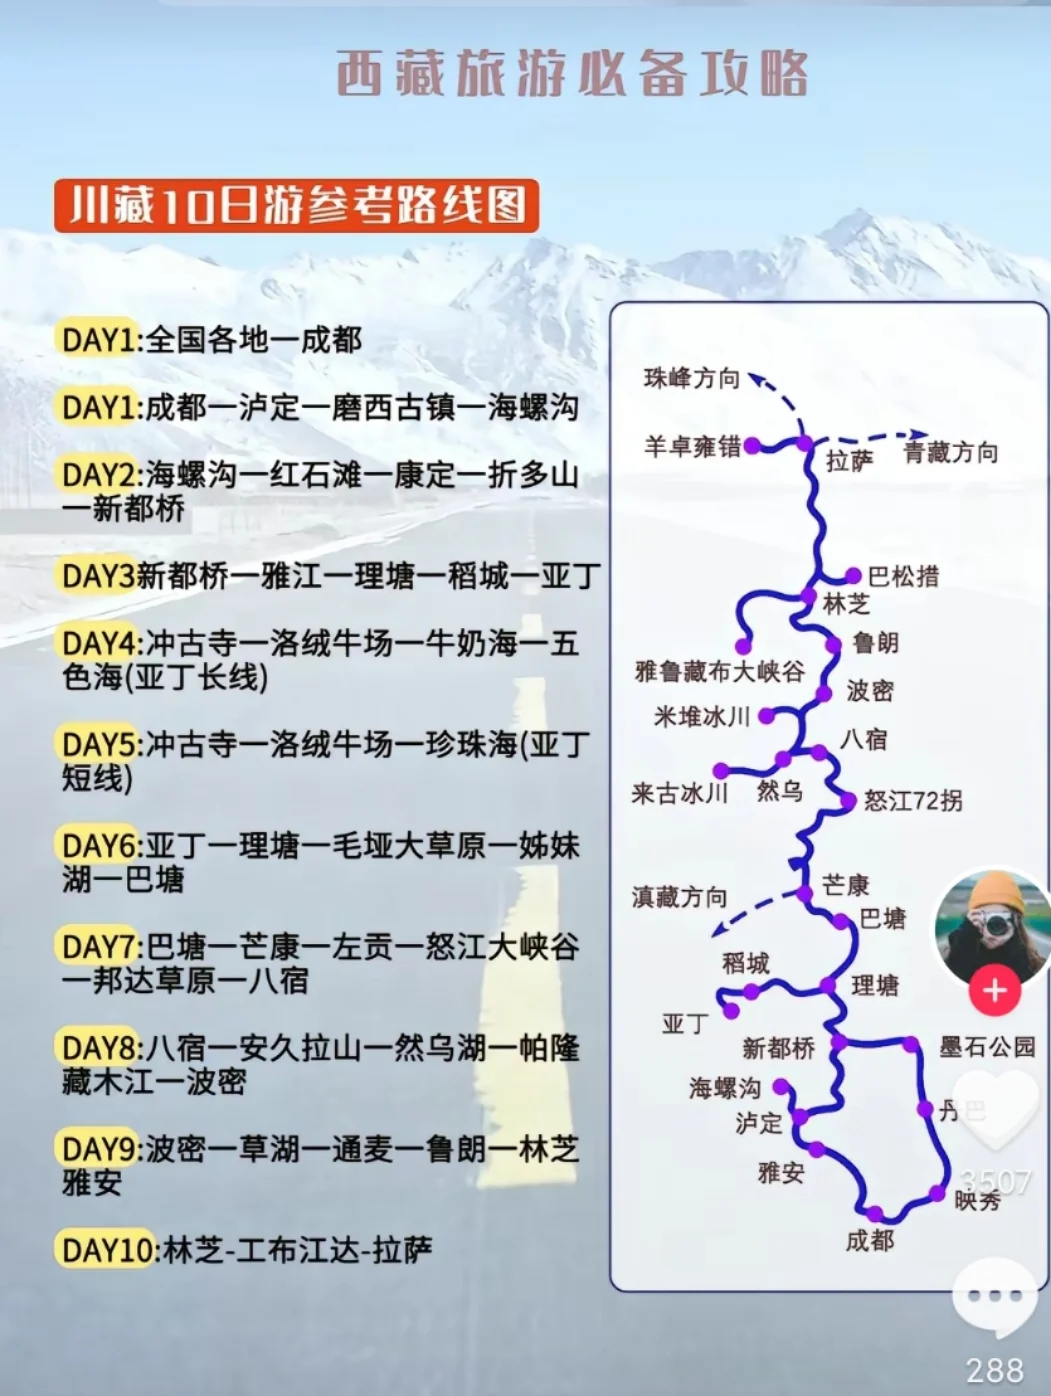 西藏旅游必备攻略
川藏10日游参考路线图
DAY1:全国各地一成都
DAY1:成都一泸定一磨西古镇一海螺沟
DAY2:海螺沟一红石滩一康定一折多山
一新都桥
DAY3新都桥一雅江一理塘一稻城一亚丁
DAY4:冲古寺一洛绒牛场一牛奶海一五
色海(亚丁长线)
DAY5:冲古寺一洛绒牛场一珍珠海(亚丁
短线)
DAY6:亚丁一理塘一毛垭大草原一姊妹
湖一巴塘
DAY7:巴塘一芒康一左贡一怒江大峡谷
一邦达草原一八宿
DAY8:八宿一安久拉山一然乌湖一帕隆
藏木江一波密
DAY9:波密一草湖一通麦一鲁朗一林芝
雅安
DAY10:林芝-工布江达-拉萨
珠峰方向
羊卓雍错
拉萨
青藏方向
巴松措
林芝
鲁朗
雅鲁藏布大峡谷
波密
米堆冰川
八宿
来古冰川
然乌
怒江72拐
芒康
滇藏方向
巴塘
稻城
理塘
亚丁
新都桥
墨石公园
海螺沟
丹巴
泸定
雅安
映秀
成都
3507
288